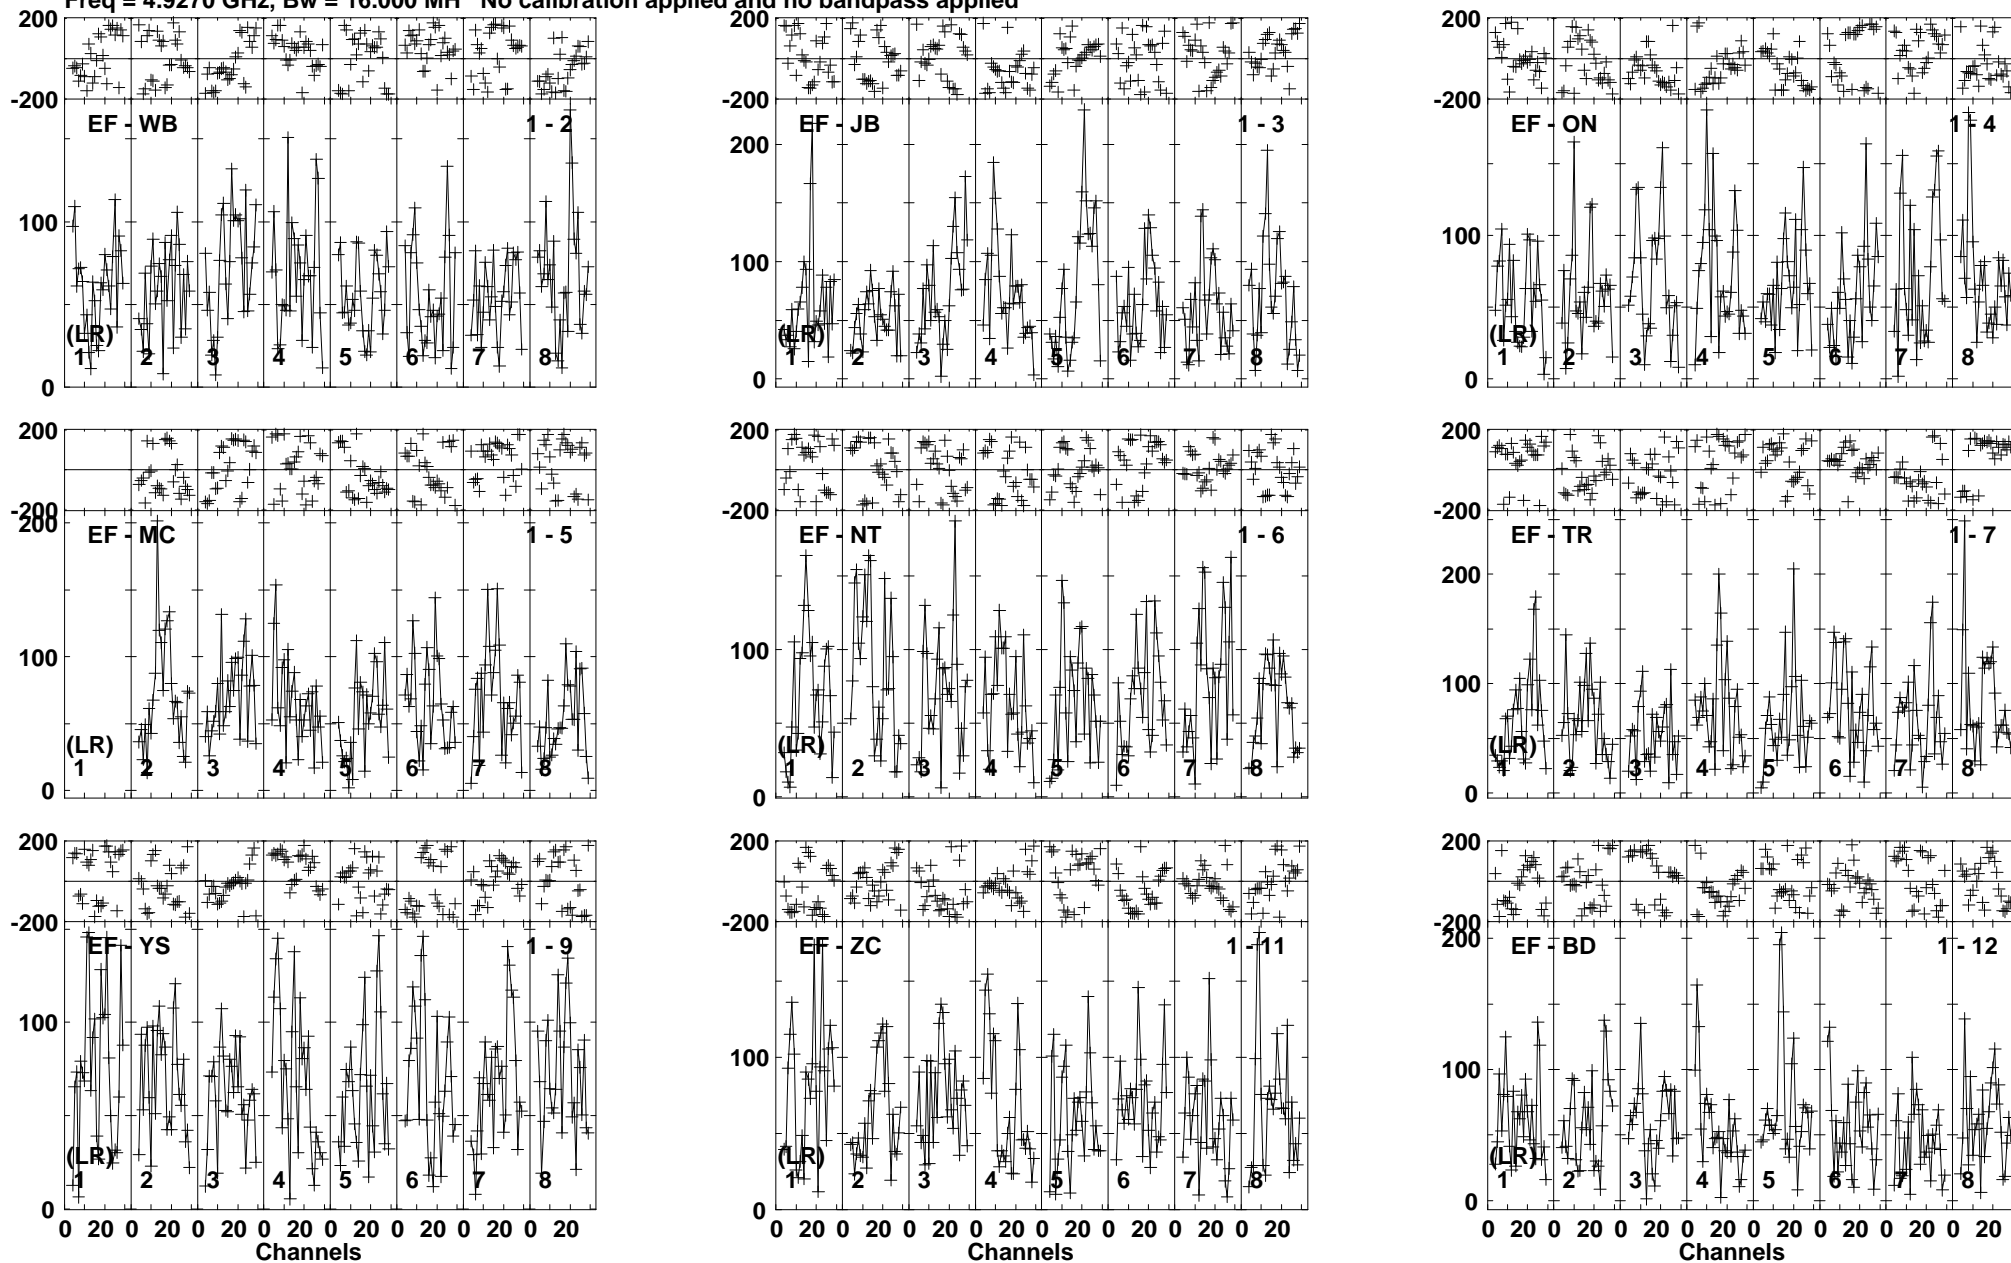 Freq = 4.9270 GHz, Bw = 16.000 MH No calibration applied and no bandpass applied
200 200 200
-200 -200 -200
EF - WB 1 - 2 EF - JB 1 - 3 EF - ON 1 - 4
200
100 100 100
(LR) (LR) (LR)
1 2 3 4 5 6 7 8 1 2 3 4 5 6 7 8 1 2 3 4 5 6 7 8
0 0 0
200 200 200
-200 -200 -200
200
EF - MC 1 - 5 EF - NT 1 - 6 EF - TR 1 - 7
200
100 100 100
(LR) (LR) (LR)
1 2 3 4 5 6 7 8 1 2 3 4 5 6 7 8 1 2 3 4 5 6 7 8
0 0 0
200 200 200
-200 -200 -200
200
EF - YS 1 - 9 EF - ZC 1 - 11 EF - BD 1 - 12
100 100 100
(LR) (LR) (LR)
1 2 3 4 5 6 7 8 1 2 3 4 5 6 7 8 1 2 3 4 5 6 7 8
0 0 0
0 20 0 20 0 20 0 20 0 20 0 20 0 20 0 20 0 20 0 20 0 20 0 20 0 20 0 20 0 20 0 20 0 20 0 20 0 20 0 20 0 20 0 20 0 20 0 20
Channels Channels Channels